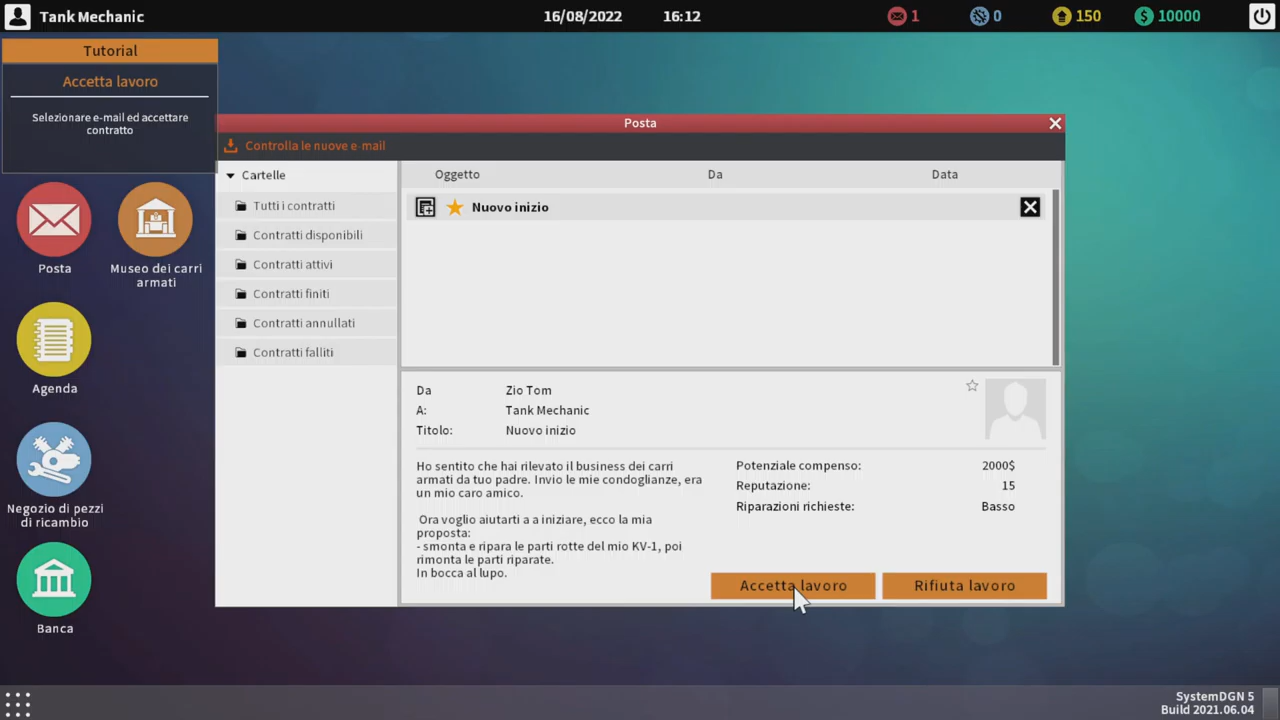 Tank Mechanic
16/08/2022
16:12
1
0
150
10000
Tutorial
Accetta lavoro
Selezionare e-mail ed accettare
contratto
Posta
Museo dei carri
armati
Agenda
Negozio di pezzi
di ricambio
Banca
Posta
Controlla le nuove e-mail
Cartelle
Tutti i contratti
Contratti disponibili
Contratti attivi
Contratti finiti
Contratti annullati
Contratti falliti
Oggetto
Da
Data
Nuovo inizio
Da
Zio Tom
A:
Tank Mechanic
Titolo:
Nuovo inizio
Ho sentito che hai rilevato il business dei carri
armati da tuo padre. Invio le mie condoglianze, era
un mio caro amico.
Ora voglio aiutarti a a iniziare, ecco la mia
proposta:
- smonta e ripara le parti rotte del mio KV-1, poi
rimonta le parti riparate.
In bocca al lupo.
Potenziale compenso:
2000$
Reputazione:
15
Riparazioni richieste:
Basso
Accetta lavoro
Rifiuta lavoro
SystemDGN 5
Build 2021.06.04